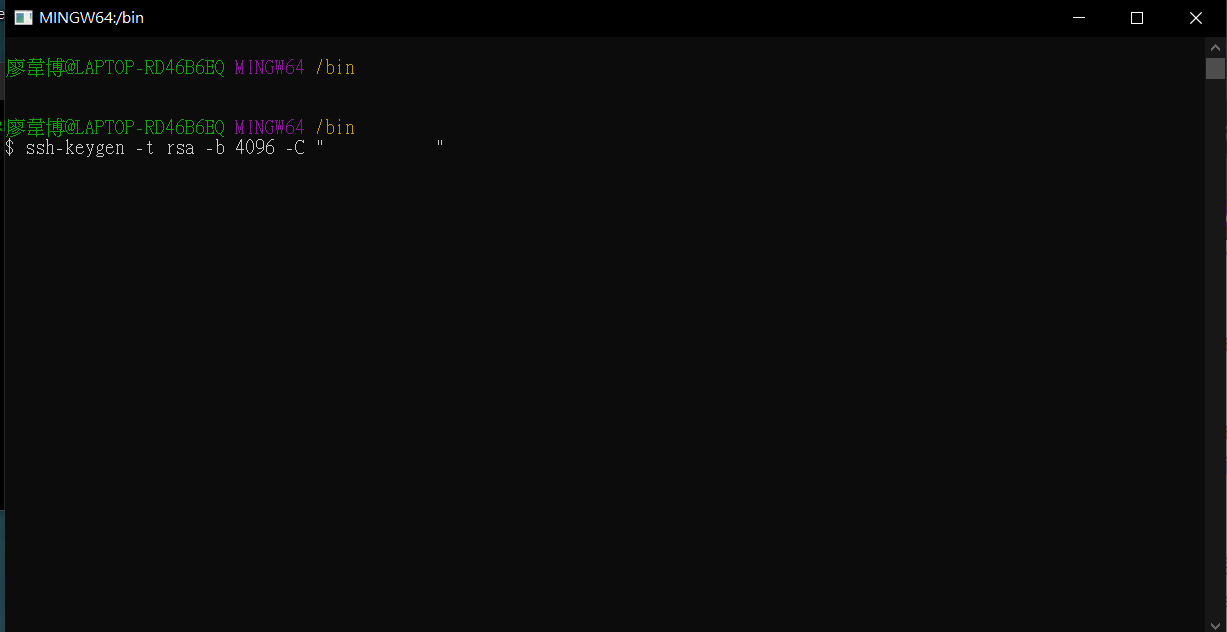 MINGW64:/bin
廖韋博@LAPTOP-RD46B6EQ MINGW64 /bin
廖韋博@LAPTOP-RD46B6EQ MINGW64 /bin
$ ssh-keygen -t rsa -b 4096 -C "            "